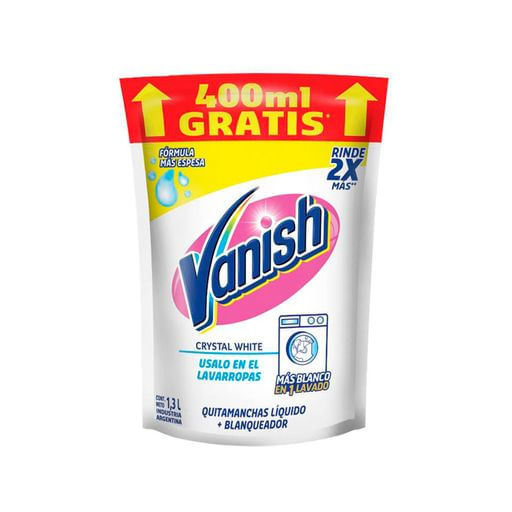 400ml
GRATIS*
FÓRMULA
MÁS ESPESA
RINDE
2X
MÁS**
Vanish
CRYSTAL WHITE
USALO EN EL
LAVARROPAS
MÁS BLANCO
EN 1 LAVADO
CONT.
NETO 1,3 L
INDUSTRIA
ARGENTINA
QUITAMANCHAS LÍQUIDO
+ BLANQUEADOR